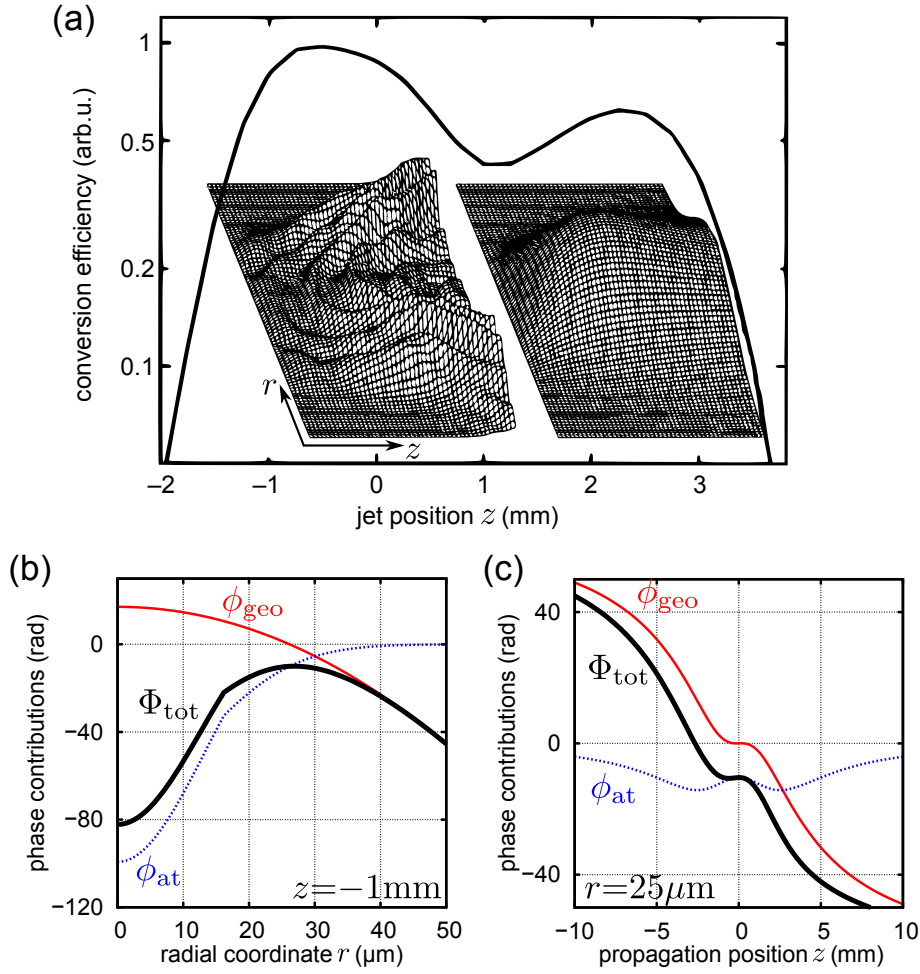 (a)
conversion efficiency (arb.u.)
1
0.5
0.2
0.1
r
z
−2
−1
0
1
2
3
jet position z (mm)
(b)
phase contributions (rad)
0
−40
−80
−120
ϕgeo
Φtot
ϕat
z=−1mm
0
10
20
30
40
50
radial coordinate r (µm)
(c)
phase contributions (rad)
40
0
−40
ϕgeo
Φtot
ϕat
r=25µm
−10
−5
0
5
10
propagation position z (mm)